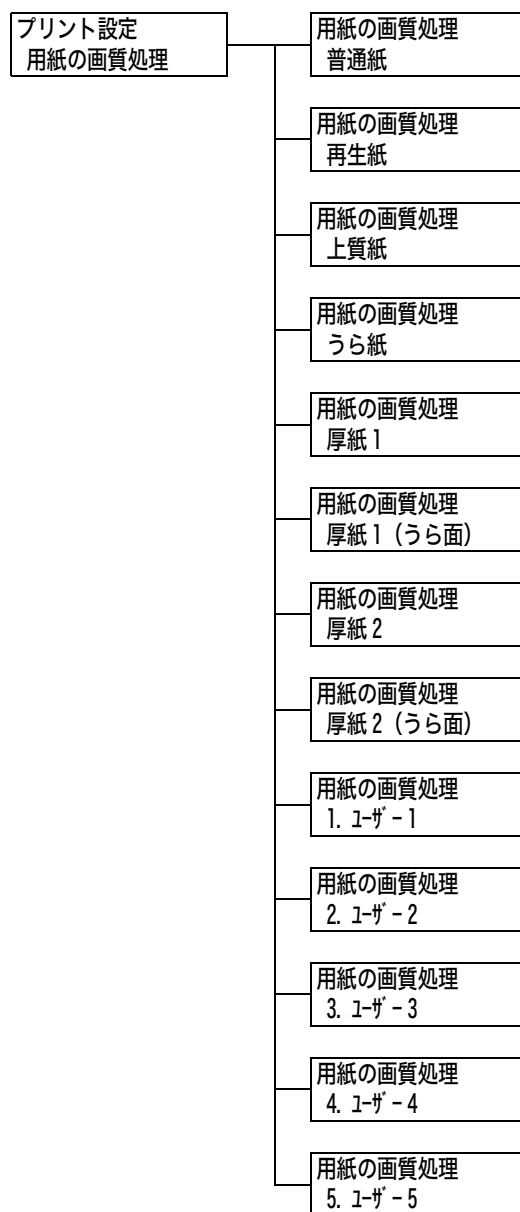 プリント設定
用紙の画質処理
用紙の画質処理
普通紙
用紙の画質処理
再生紙
用紙の画質処理
上質紙
用紙の画質処理
うら紙
用紙の画質処理
厚紙1
用紙の画質処理
厚紙1（うら面）
用紙の画質処理
厚紙2
用紙の画質処理
厚紙2（うら面）
用紙の画質処理
1. ﾕｰｻﾞｰ1
用紙の画質処理
2. ﾕｰｻﾞｰ2
用紙の画質処理
3. ﾕｰｻﾞｰ3
用紙の画質処理
4. ﾕｰｻﾞｰ4
用紙の画質処理
5. ﾕｰｻﾞｰ5